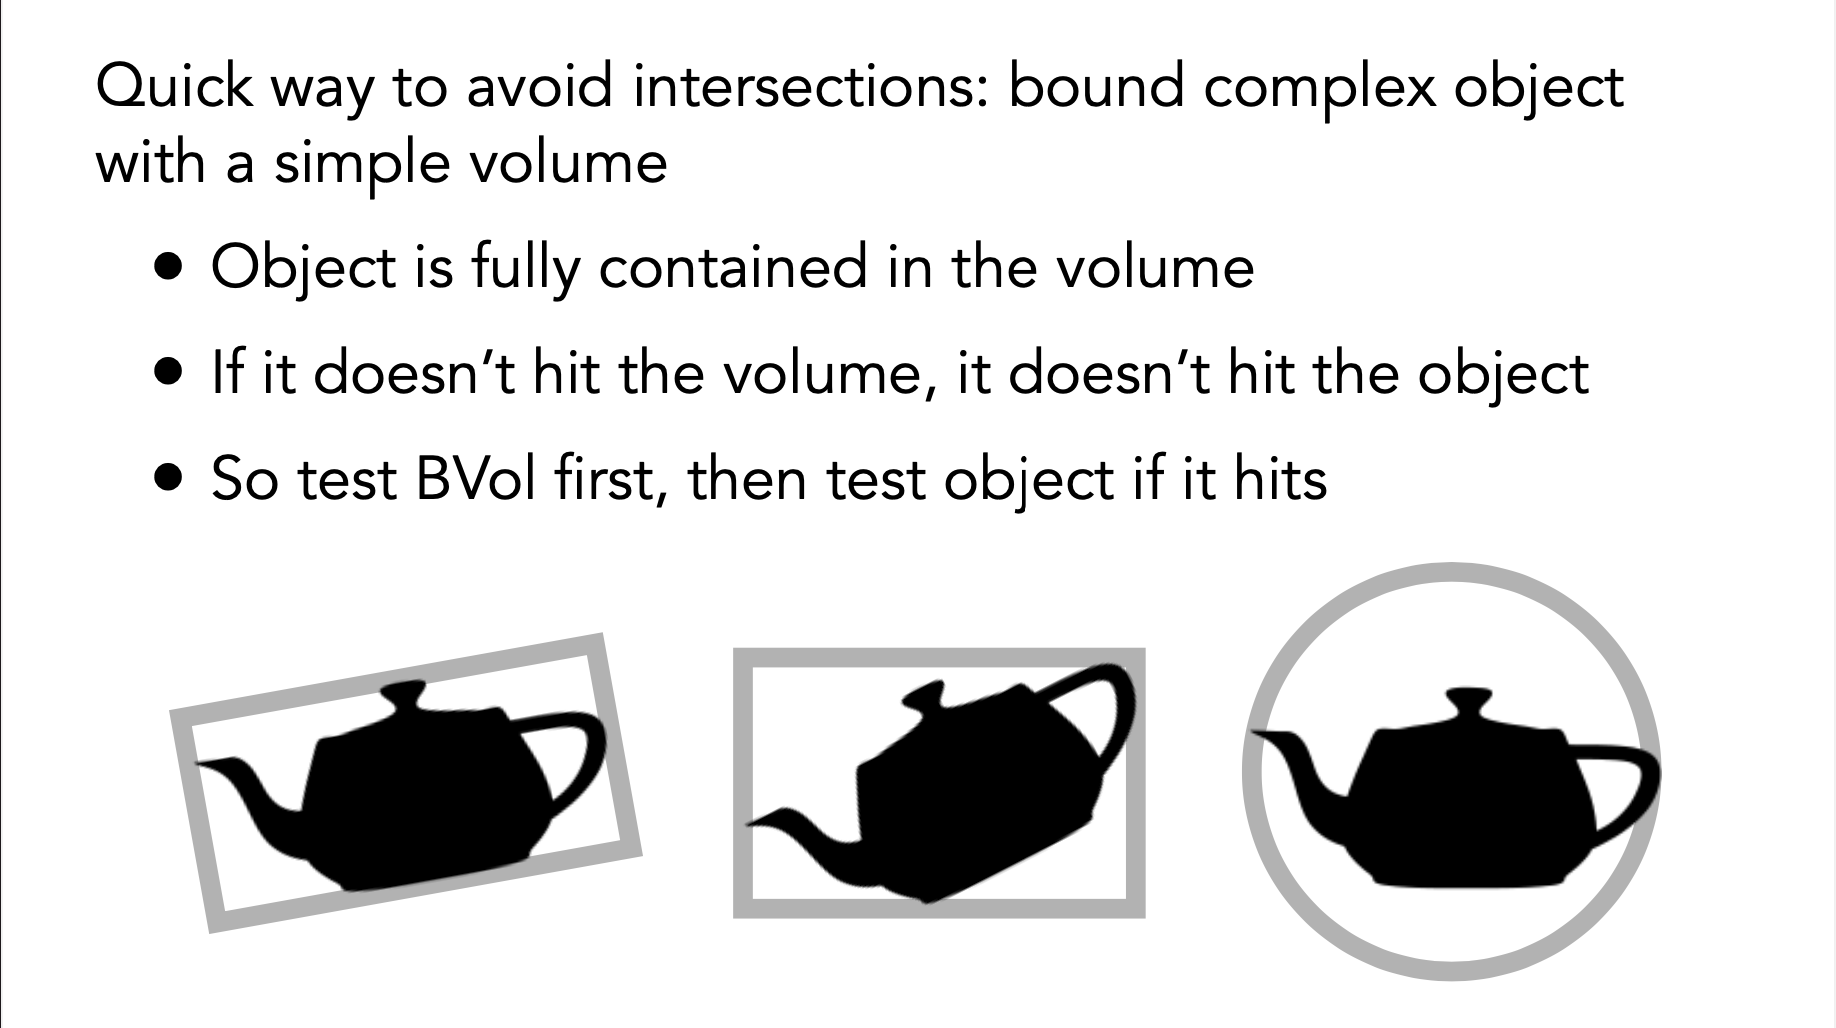 Quick way to avoid intersections: bound complex object
with a simple volume
• Object is fully contained in the volume
• If it doesn’t hit the volume, it doesn’t hit the object
• So test BVol first, then test object if it hits